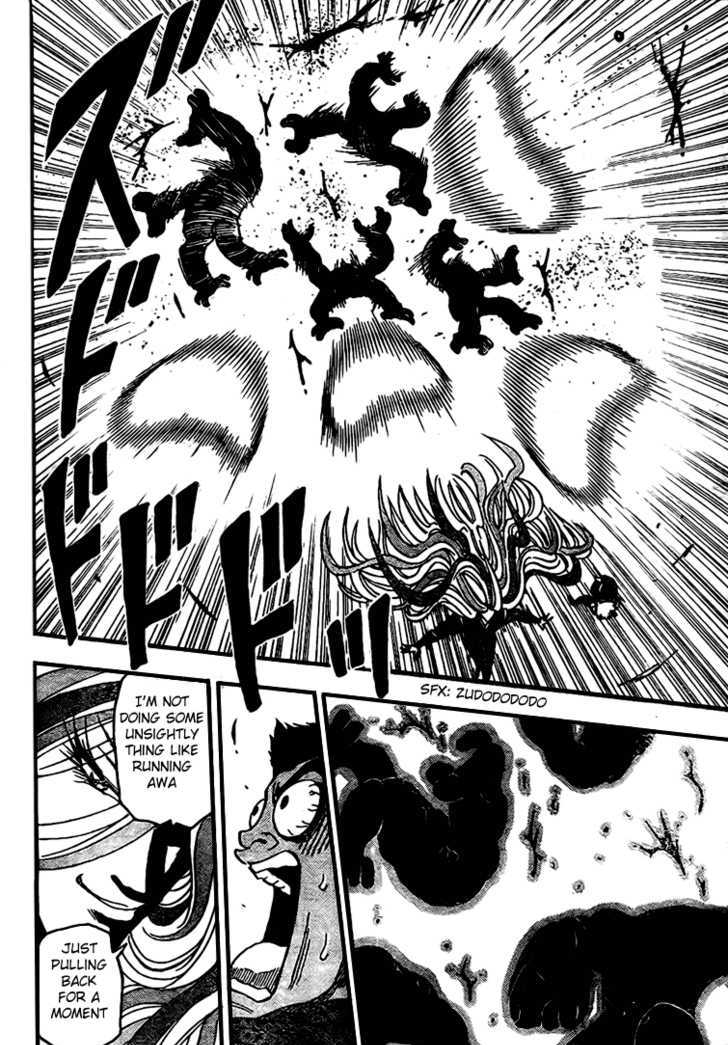 ズドドドドドッ
SFX: ZUDODODODO
I'M NOT
DOING SOME
UNSIGHTLY
THING LIKE
RUNNING
AWA
JUST
PULLING
BACK
FOR A
MOMENT